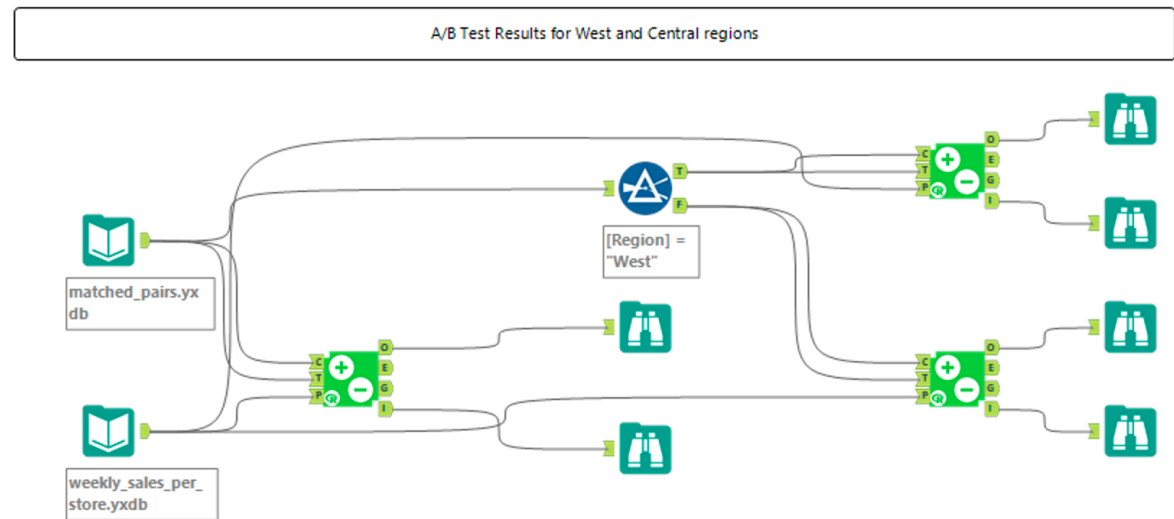 A/B Test Results for West and Central regions
O
C
E
T
T
G
P
I
F
[Region] =
"West"
matched_pairs.yx
db
O
C
E
T
G
P
I
O
C
E
T
G
P
I
weekly_sales_per_
store.yxdb